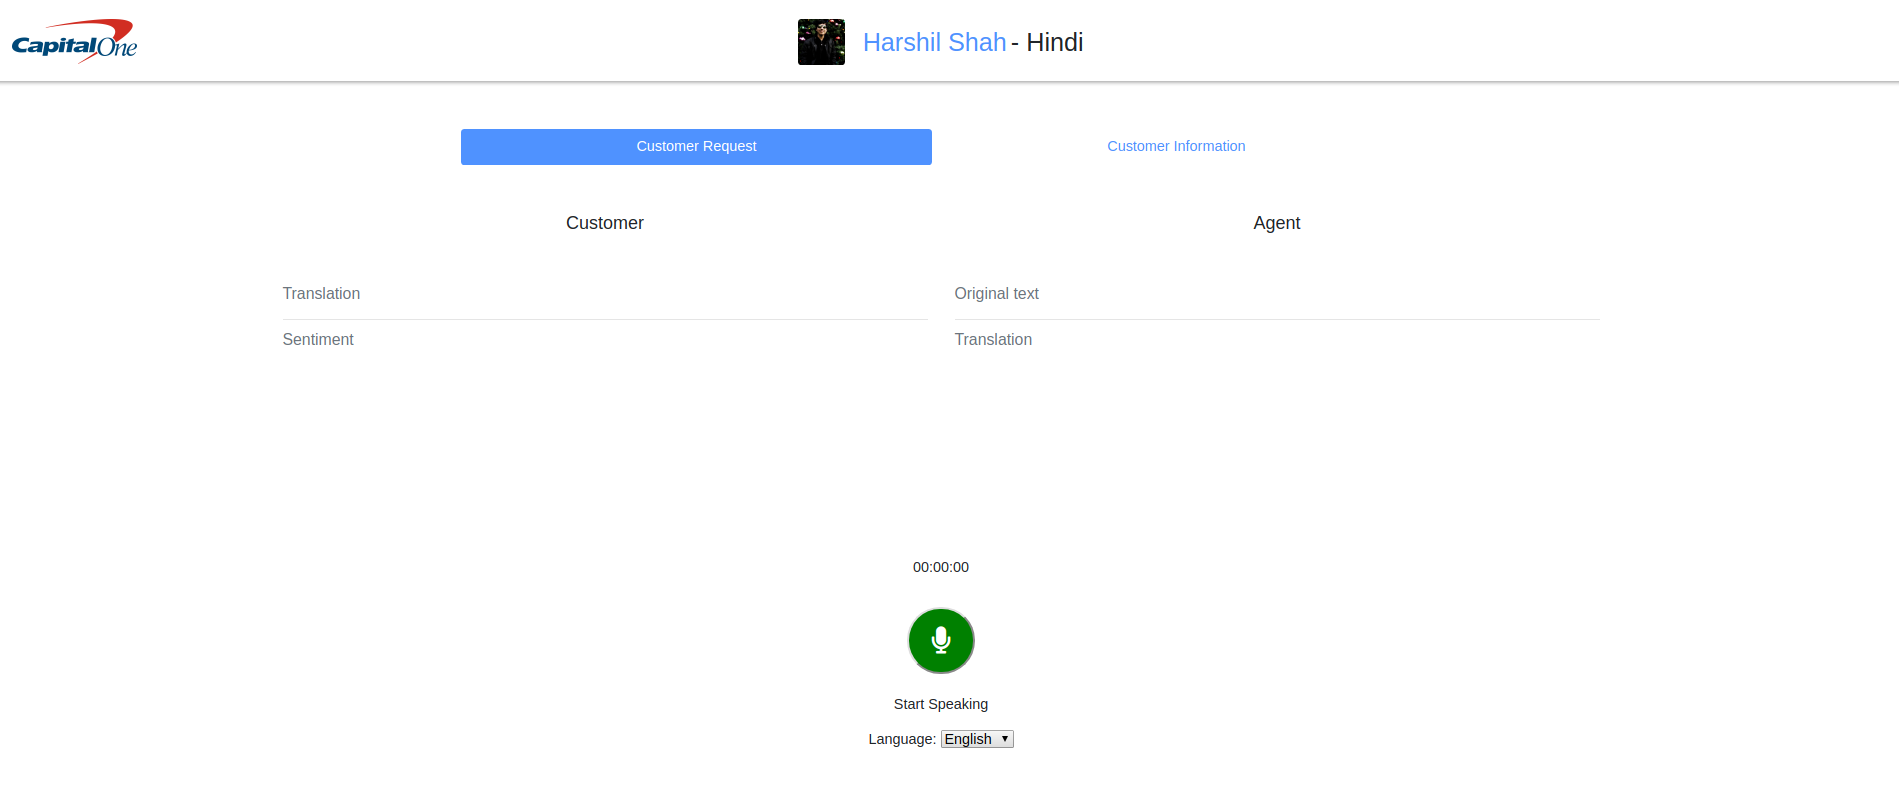 CapitalOne
Harshil Shah - Hindi
Customer Request
Customer Information
Customer
Agent
Translation
Original text
Sentiment
Translation
00:00:00
Start Speaking
Language: English